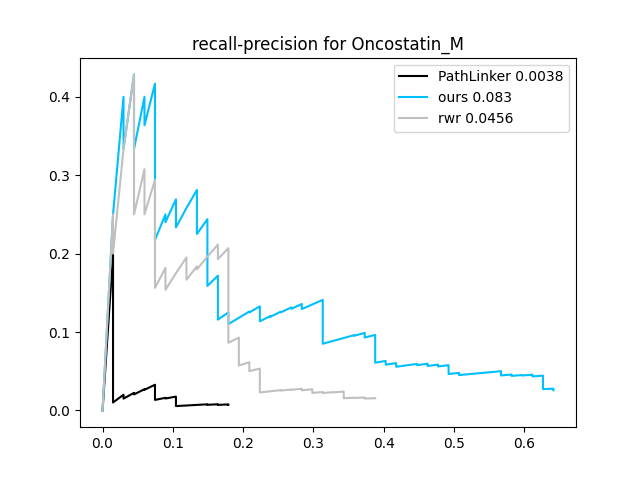 recall-precision for Oncostatin_M
PathLinker 0.0038
ours 0.083
rwr 0.0456
0.4
0.3
0.2
0.1
0.0
0.0 0.1 0.2 0.3 0.4 0.5 0.6